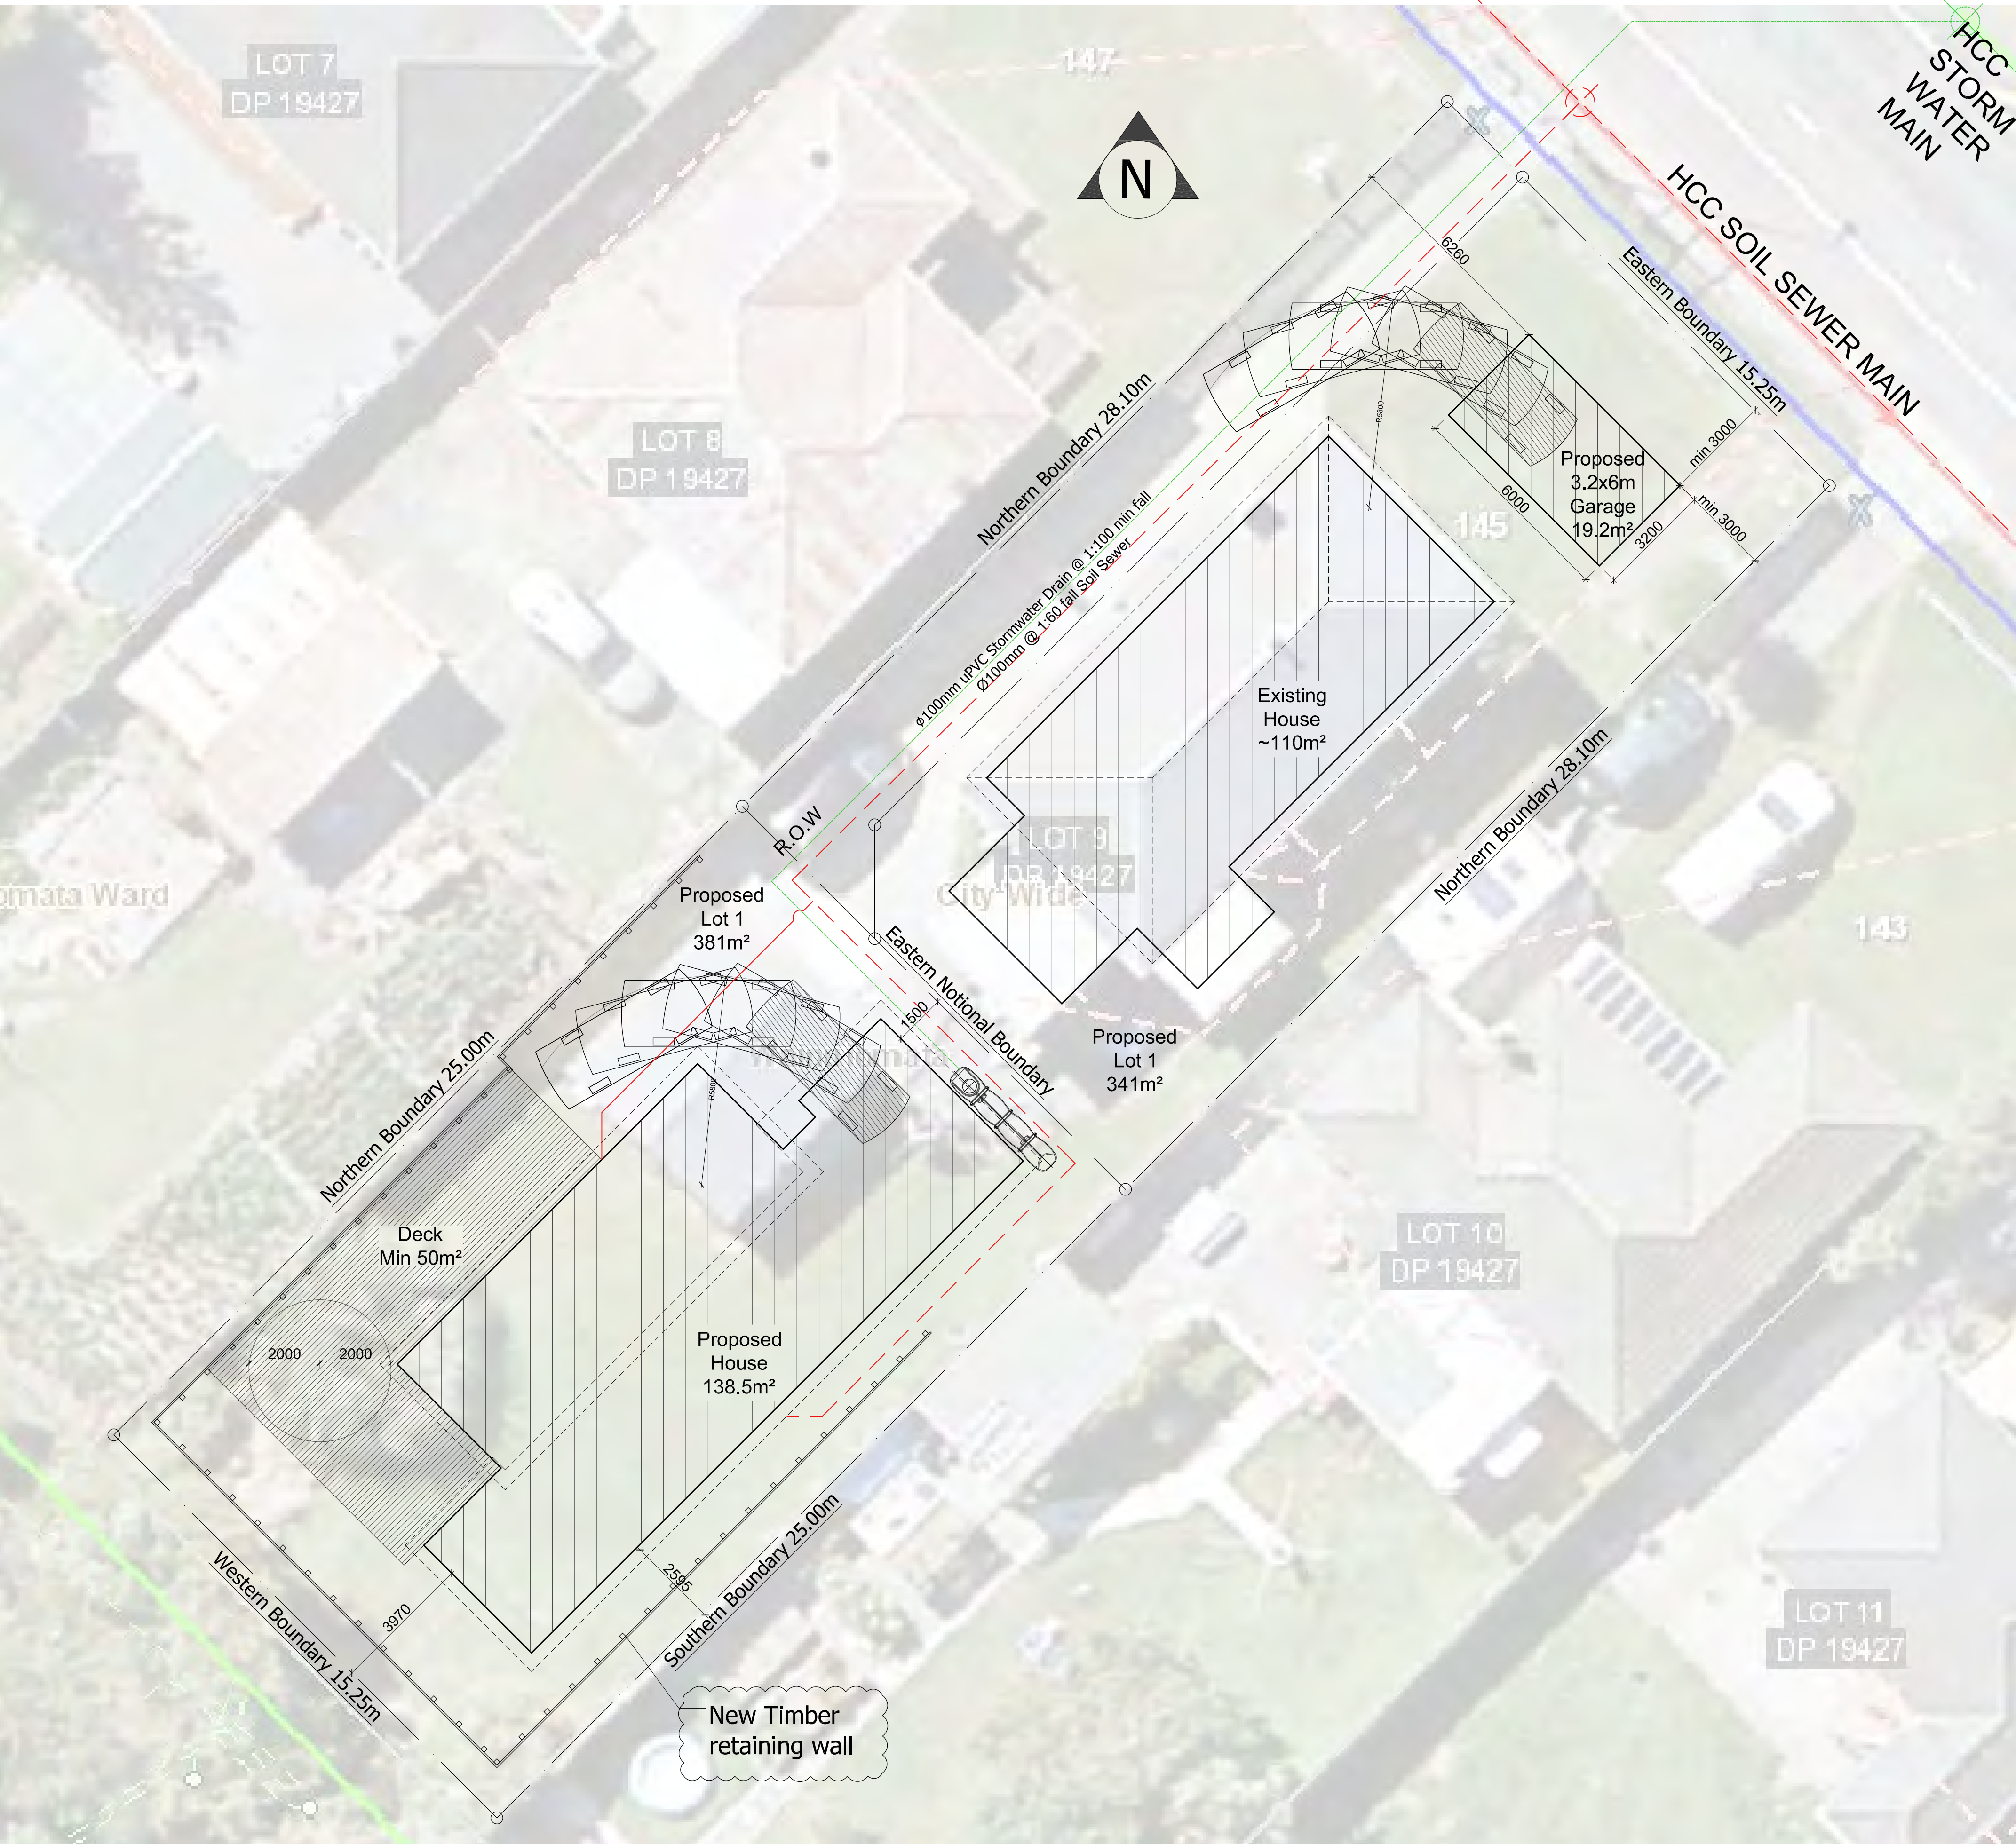 LOT 7
DP 19427
147
N
HCC
STORM
WATER
MAIN
HCC SOIL SEWER MAIN
Eastern Boundary 15.25m
6260
R5800
Northern Boundary 28.10m
LOT 8
DP 19427
Proposed
3.2x6m
Garage
19.2m²
min 3000
min 3000
6000
3200
145
ø100mm uPVC Stormwater Drain @ 1:100 min fall
Ø100mm @ 1:60 fall Soil Sewer
Existing
House
~110m²
Northern Boundary 28.10m
R.O.W
LOT 9
DP 19427
City Wide
omata Ward
143
Proposed
Lot 1
381m²
Eastern Notional Boundary
1500
Proposed
Lot 1
341m²
R5800
Northern Boundary 25.00m
Deck
Min 50m²
2000
2000
Proposed
House
138.5m²
LOT 10
DP 19427
Southern Boundary 25.00m
2595
3970
Western Boundary 15.25m
New Timber
retaining wall
LOT 11
DP 19427